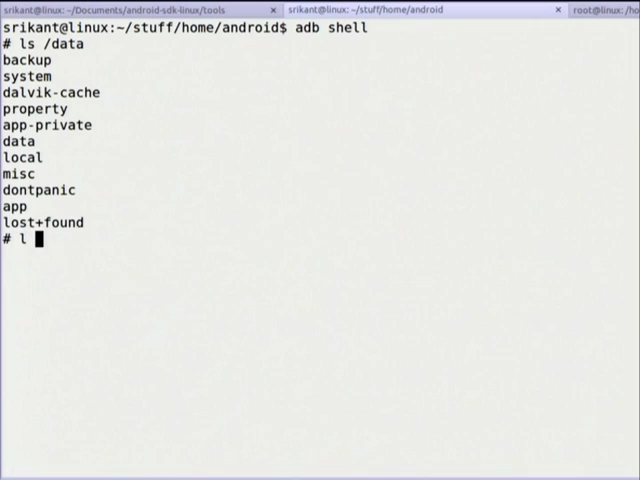 srikant@linux: ~/Documents/android-sdk-linux/tools × srikant@linux: ~/stuff/home/android × root@linux: /ho
srikant@linux:~/stuff/home/android$ adb shell
# ls /data
backup
system
dalvik-cache
property
app-private
data
local
misc
dontpanic
app
lost+found
# l